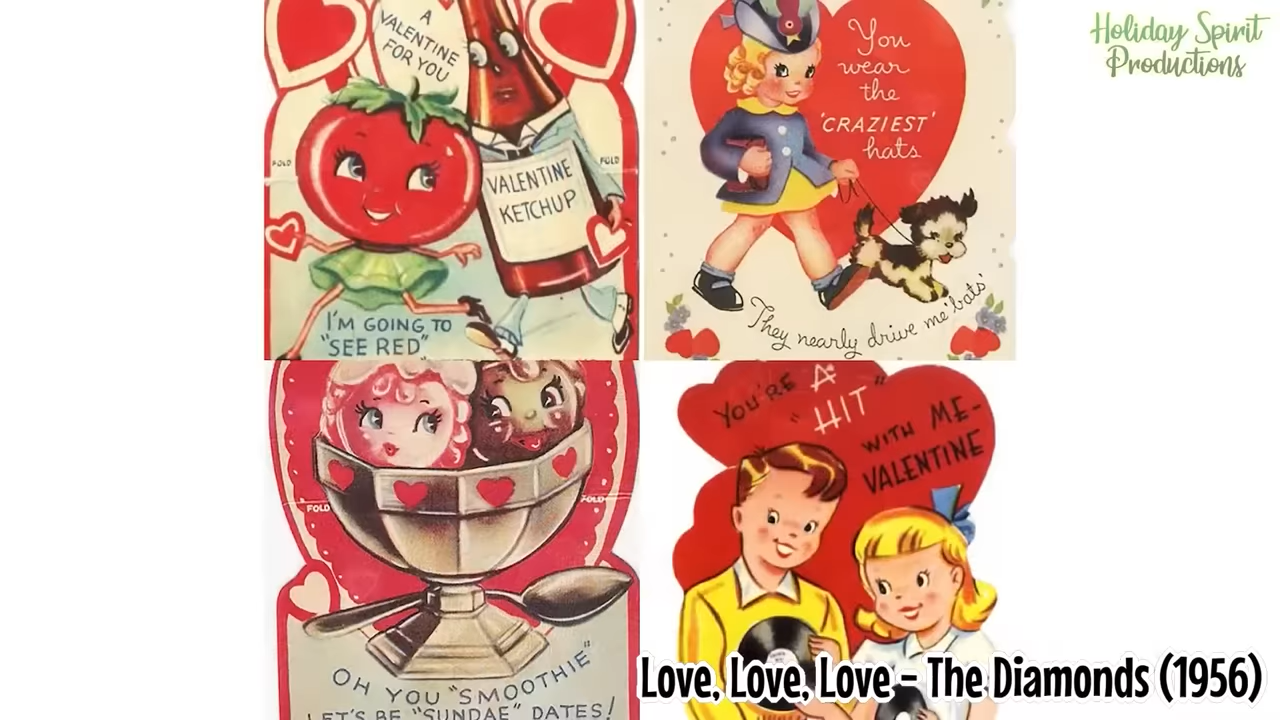 Holiday Spirit
Productions
A
VALENTINE
FOR YOU
FOLD
FOLD
VALENTINE
KETCHUP
I'M GOING TO
"SEE RED"
You
wear
the
'CRAZIEST'
hats
They nearly drive me 'bats'
FOLD
FOLD
OH YOU "SMOOTHIE"
LET'S BE "SUNDAE" DATES!
YOU'RE A
"HIT"
WITH ME-
VALENTINE
Love, Love, Love - The Diamonds (1956)